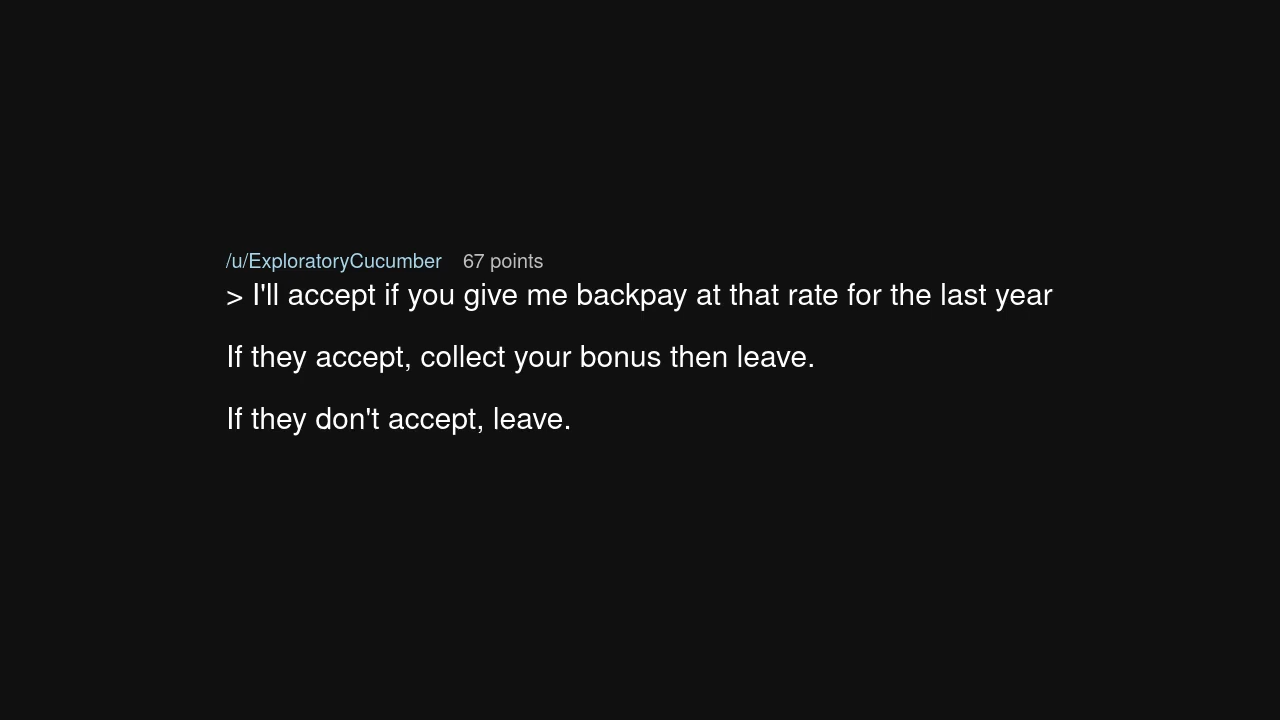 /u/ExploratoryCucumber 67 points
> I'll accept if you give me backpay at that rate for the last year
If they accept, collect your bonus then leave.
If they don't accept, leave.